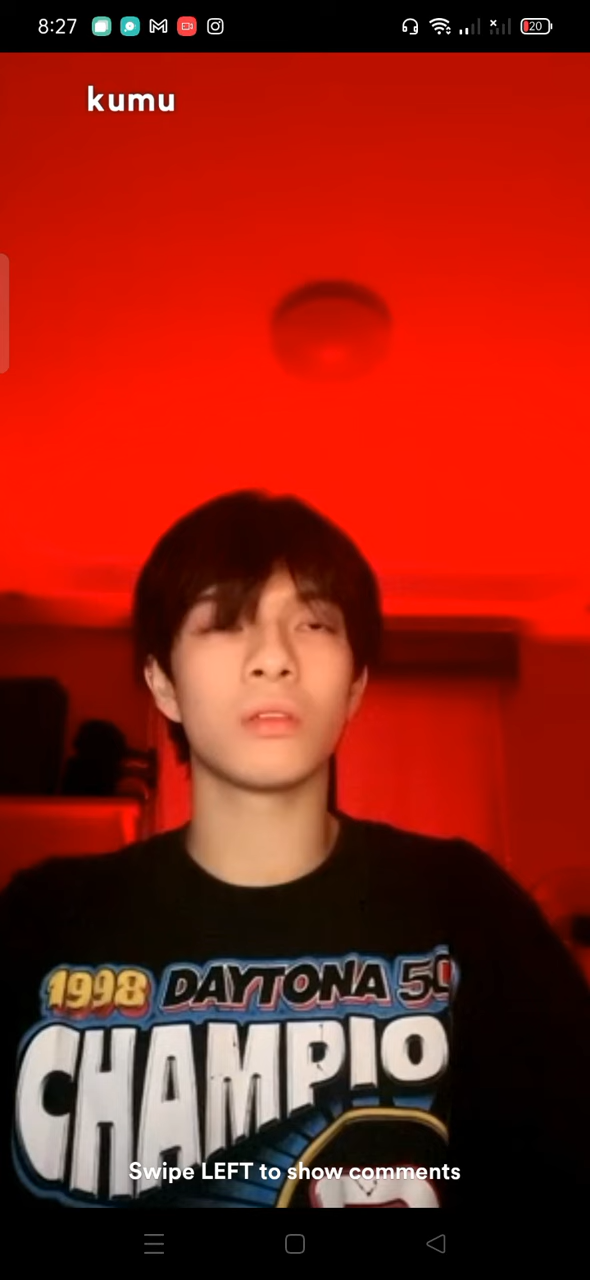 8:27
20
kumu
1998 DAYTONA 50
CHAMPIO
Swipe LEFT to show comments